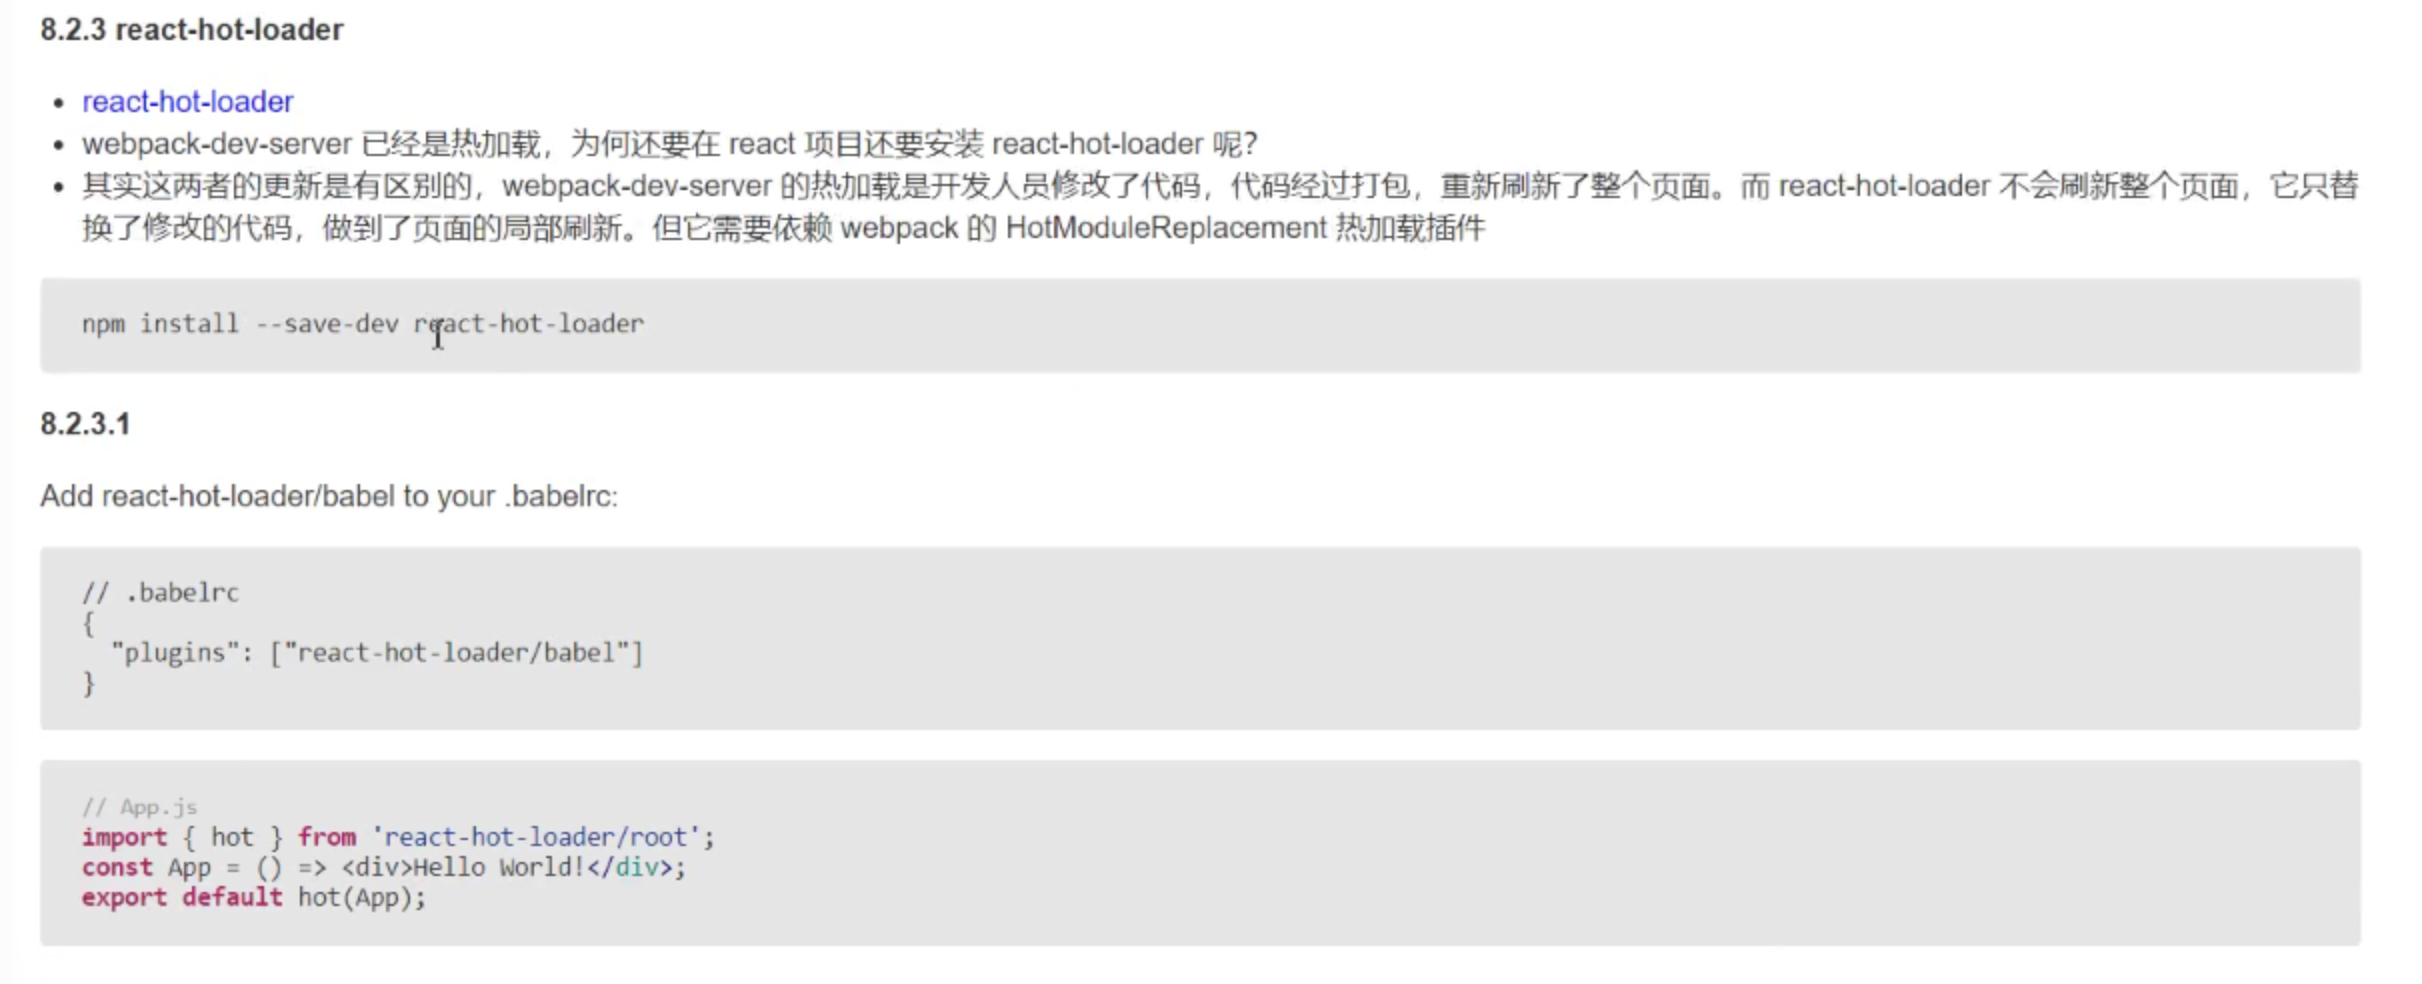 8.2.3 react-hot-loader
react-hot-loader
webpack-dev-server 已经是热加载，为何还要在 react 项目还要安装 react-hot-loader 呢？
其实这两者的更新是有区别的，webpack-dev-server 的热加载是开发人员修改了代码，代码经过打包，重新刷新了整个页面。而 react-hot-loader 不会刷新整个页面，它只替
换了修改的代码，做到了页面的局部刷新。但它需要依赖 webpack 的 HotModuleReplacement 热加载插件
npm install --save-dev react-hot-loader
8.2.3.1
Add react-hot-loader/babel to your .babelrc:
// .babelrc
{
  "plugins": ["react-hot-loader/babel"]
}
// App.js
import { hot } from 'react-hot-loader/root';
const App = () => <div>Hello World!</div>;
export default hot(App);